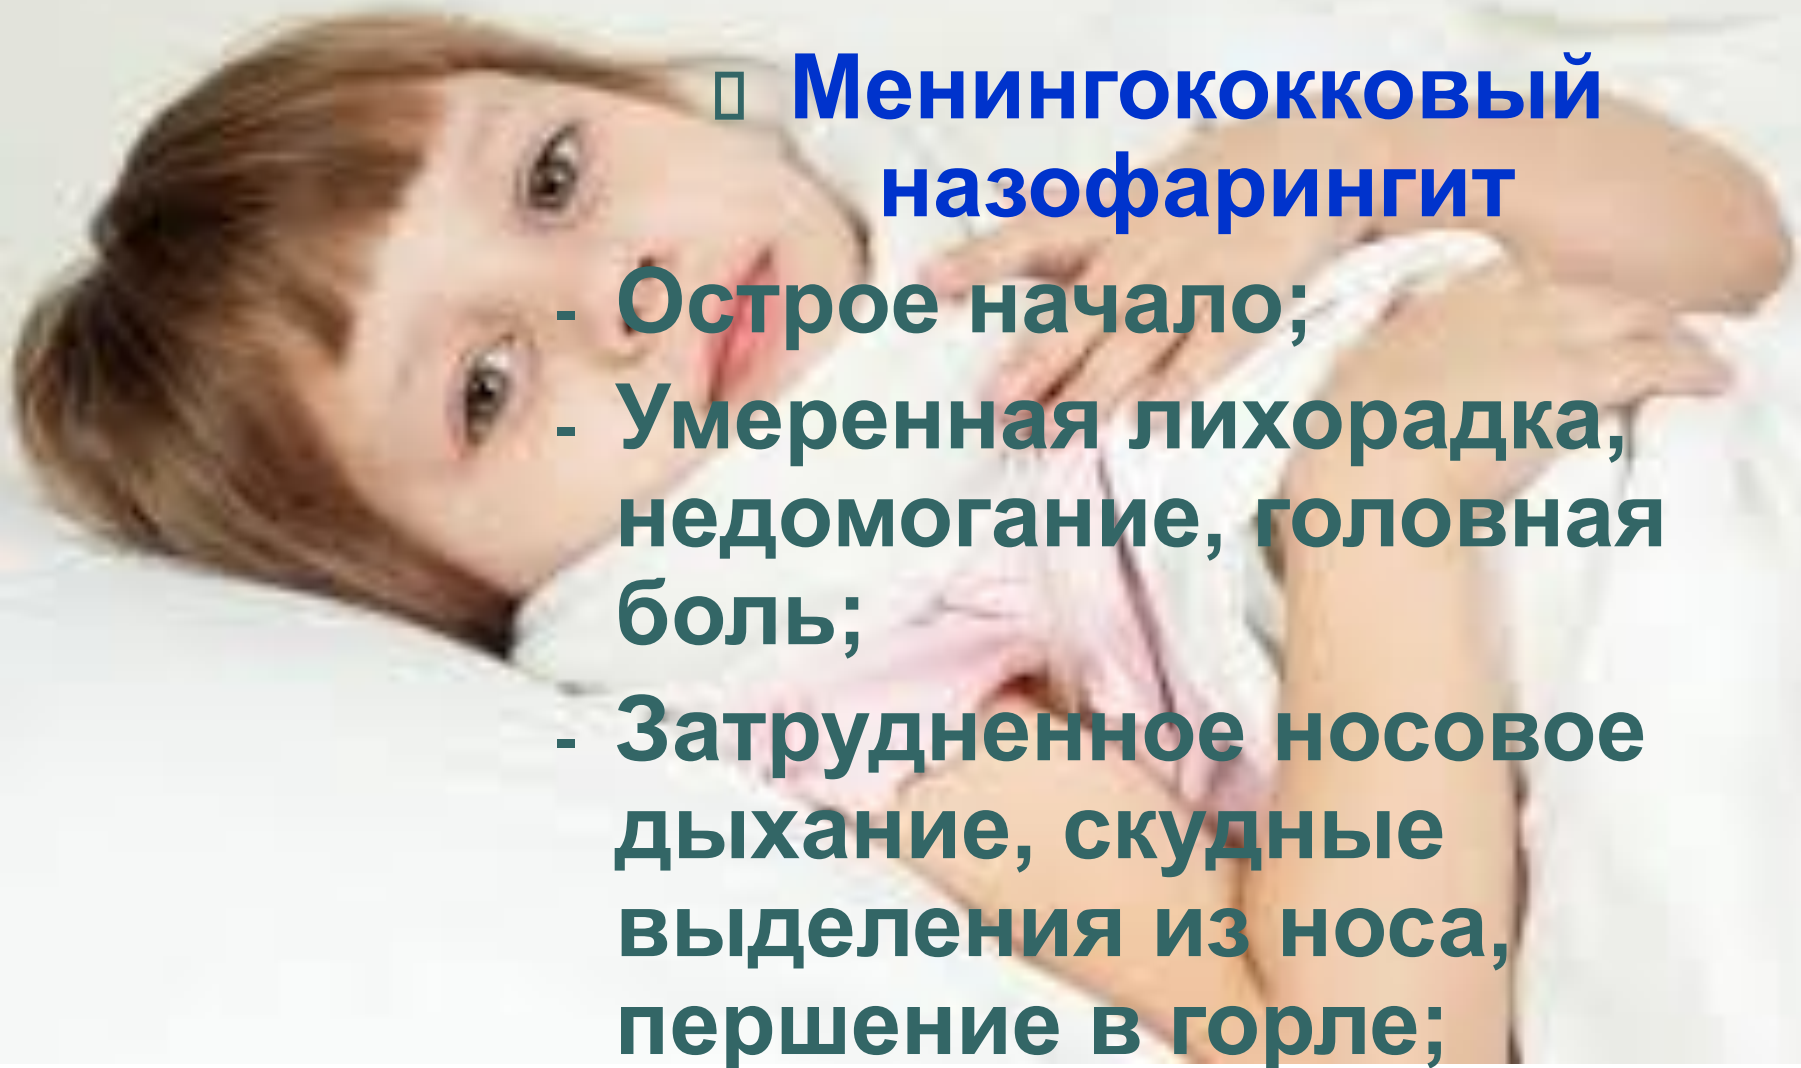 Менингококковый
назофарингит
- Острое начало;
- Умеренная лихорадка,
недомогание, головная
боль;
- Затрудненное носовое
дыхание, скудные
выделения из носа,
першение в горле;